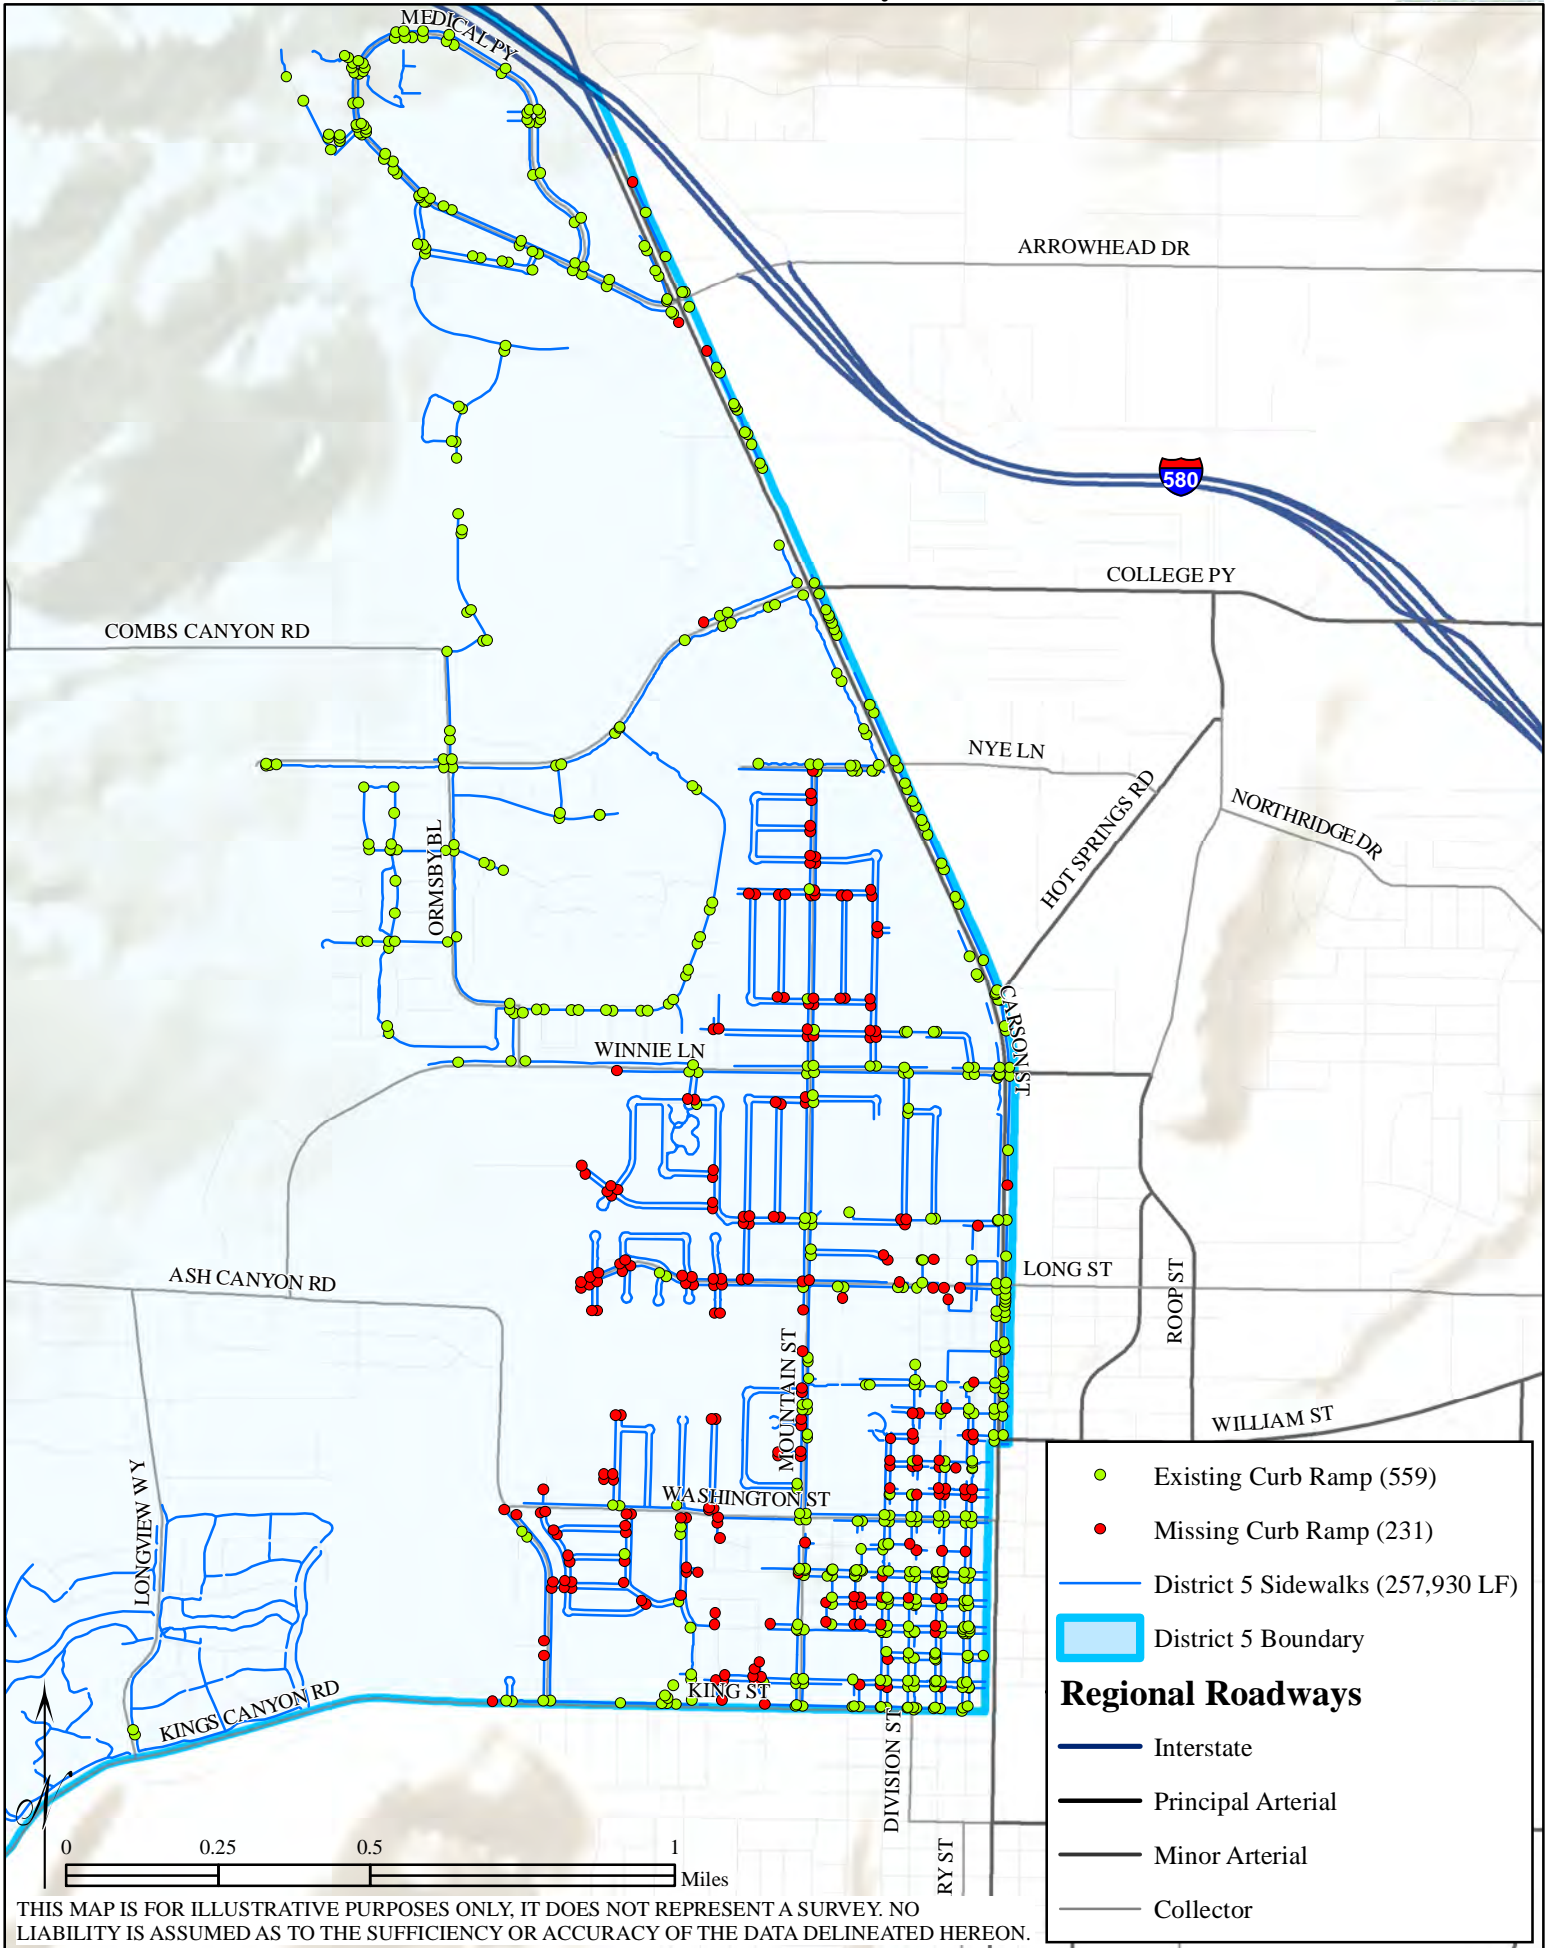 MEDICAL PY
ARROWHEAD DR
580
COLLEGE PY
COMBS CANYON RD
NYE LN
HOT SPRINGS RD
NORTHRIDGE DR
ORMSBY BL
CARSON ST
WINNIE LN
LONG ST
ASH CANYON RD
ROOP ST
MOUNTAIN ST
WILLIAM ST
WASHINGTON ST
LONGVIEW WY
KING ST
KINGS CANYON RD
DIVISION ST
RY ST
Existing Curb Ramp (559)
Missing Curb Ramp (231)
District 5 Sidewalks (257,930 LF)
District 5 Boundary
Regional Roadways
Interstate
Principal Arterial
Minor Arterial
Collector
0 0.25 0.5 1
Miles
THIS MAP IS FOR ILLUSTRATIVE PURPOSES ONLY, IT DOES NOT REPRESENT A SURVEY. NO
LIABILITY IS ASSUMED AS TO THE SUFFICIENCY OR ACCURACY OF THE DATA DELINEATED HEREON.